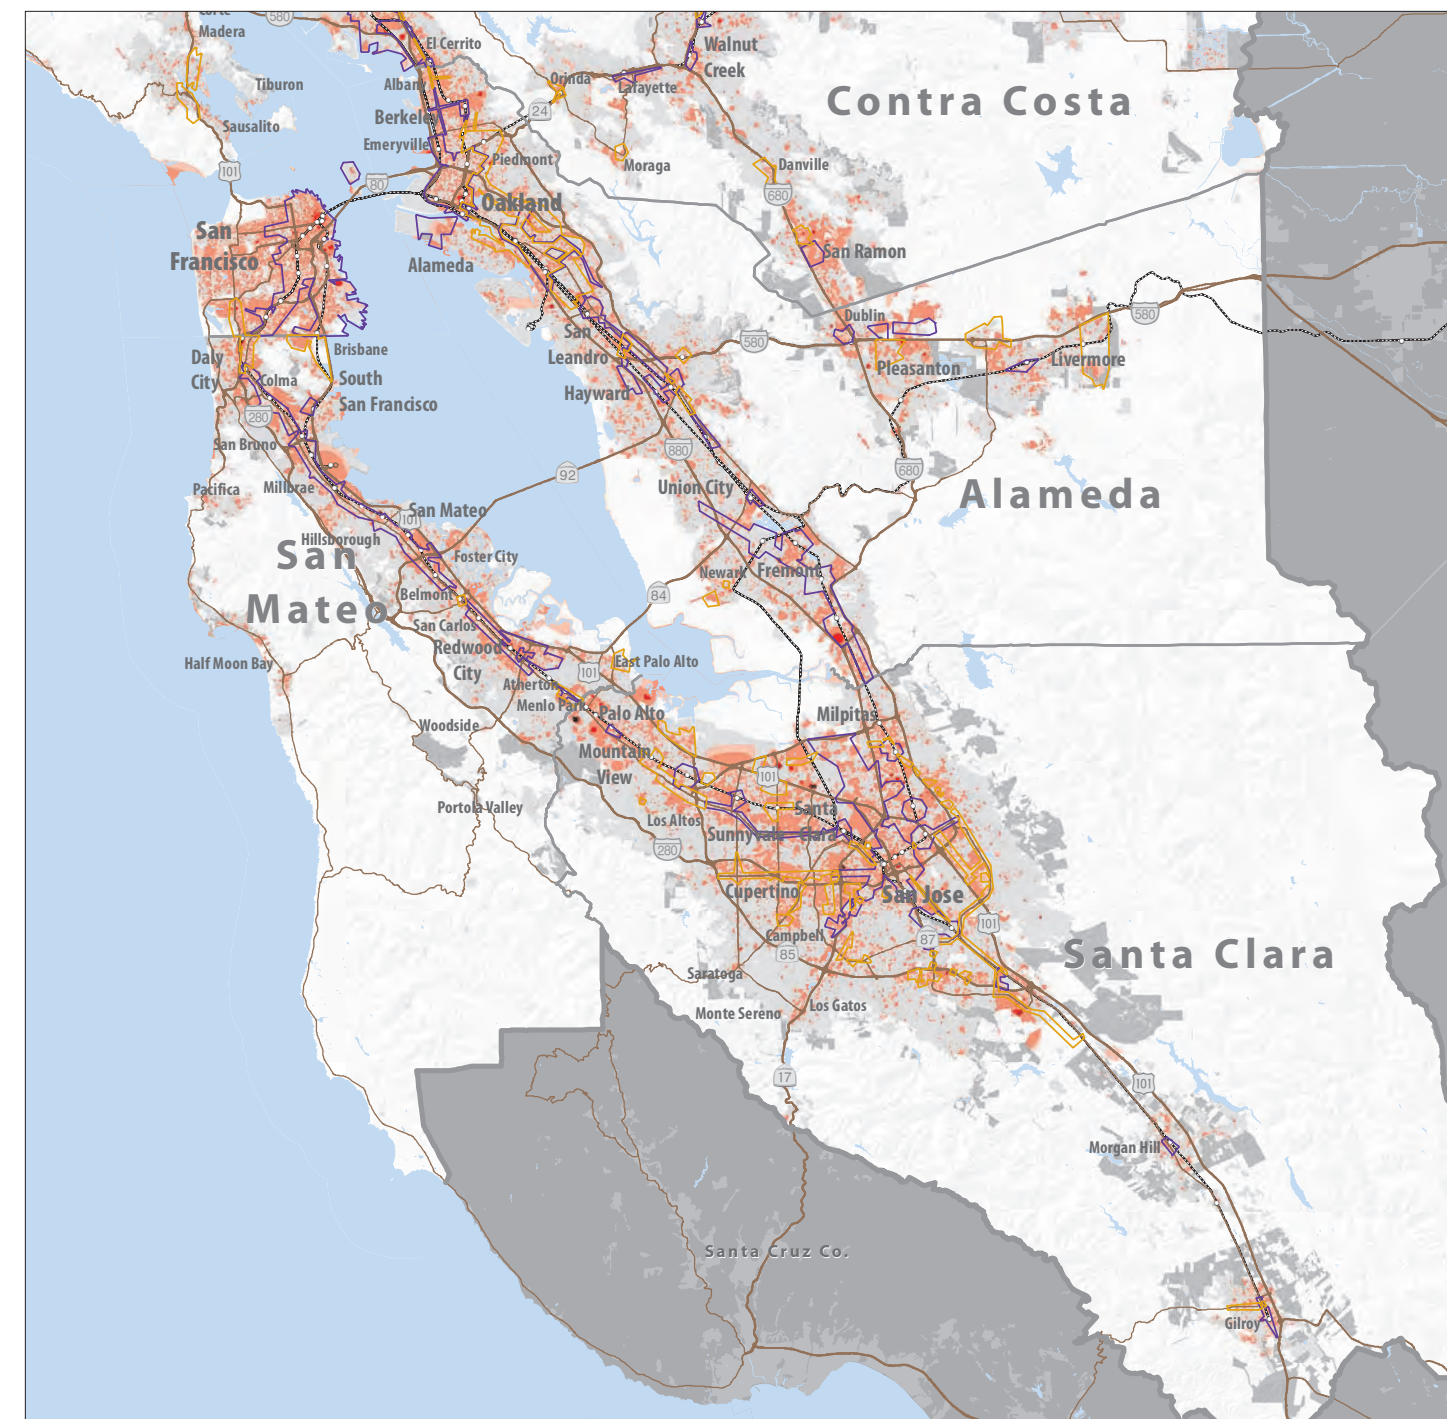 Corte
Madera
580
El Cerrito
Walnut
Creek
Tiburon
Albany
Orinda
Lafayette
Contra Costa
Sausalito
Berkeley
24
Emeryville
Piedmont
Moraga
Danville
101
80
680
Oakland
San
Francisco
San Ramon
Alameda
Dublin
580
San
Leandro
580
Daly
City
Brisbane
Livermore
Pleasanton
Colma
South
San Francisco
Hayward
280
San Bruno
880
680
92
Pacifica
Millbrae
Union City
Alameda
San Mateo
101
Hillsborough
San
Mateo
Foster City
Newark
Fremont
Belmont
84
San Carlos
Redwood
City
Half Moon Bay
101
East Palo Alto
Atherton
Menlo Park
Palo Alto
Milpitas
Woodside
Mountain
View
101
Portola Valley
Los Altos
Santa
Clara
Sunnyvale
280
Cupertino
San Jose
101
Campbell
87
85
Santa Clara
Saratoga
Monte Sereno
Los Gatos
17
101
Morgan Hill
Santa Cruz Co.
Gilroy